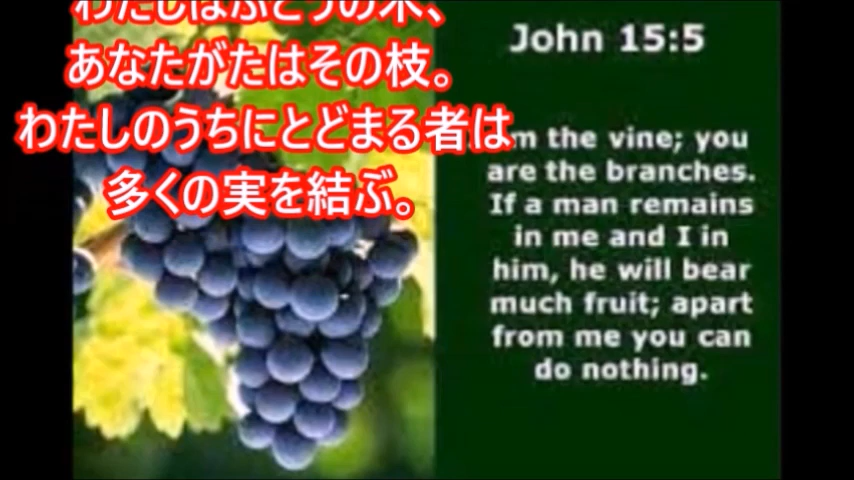 わたしはぶどうの木、
あなたがたはその枝。
わたしのうちにとどまる者は
多くの実を結ぶ。
John 15:5
m the vine; you
are the branches.
If a man remains
in me and I in
him, he will bear
much fruit; apart
from me you can
do nothing.